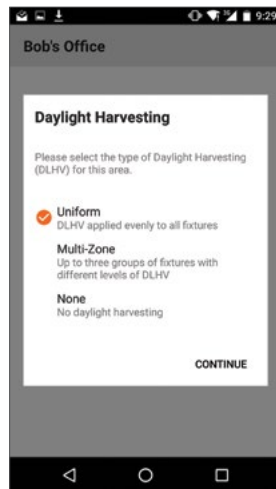 9:29
Bob's Office
Daylight Harvesting
Please select the type of Daylight Harvesting
(DLHV) for this area.
Uniform
DLHV applied evenly to all fixtures
Multi-Zone
Up to three groups of fixtures with
different levels of DLHV
None
No daylight harvesting
CONTINUE